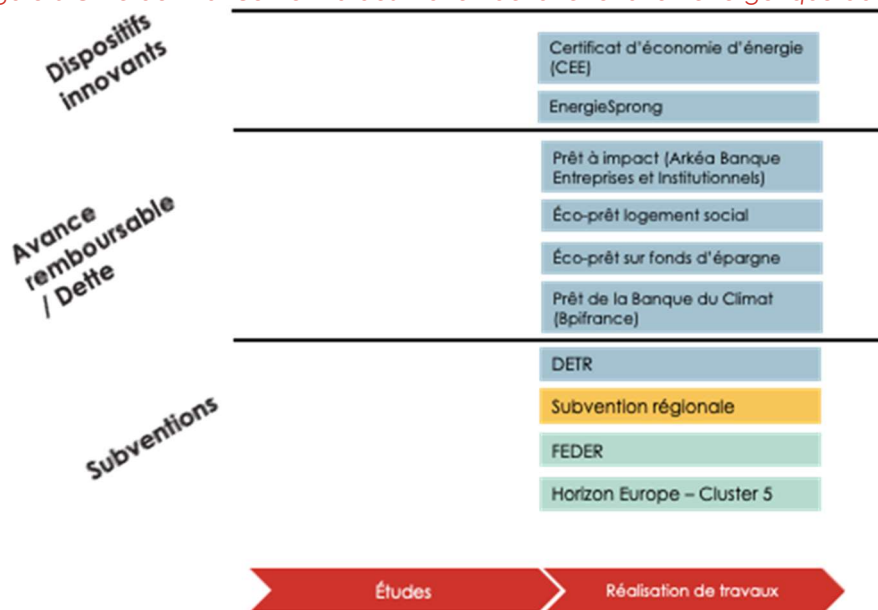 Dispositifs
innovants
Certificat d’économie d’énergie
(CEE)
EnergieSprong
Avance
remboursable
/ Dette
Prêt à impact (Arkéa Banque
Entreprises et Institutionnels)
Éco-prêt logement social
Éco-prêt sur fonds d’épargne
Prêt de la Banque du Climat
(Bpifrance)
Subventions
DETR
Subvention régionale
FEDER
Horizon Europe – Cluster 5
Études
Réalisation de travaux